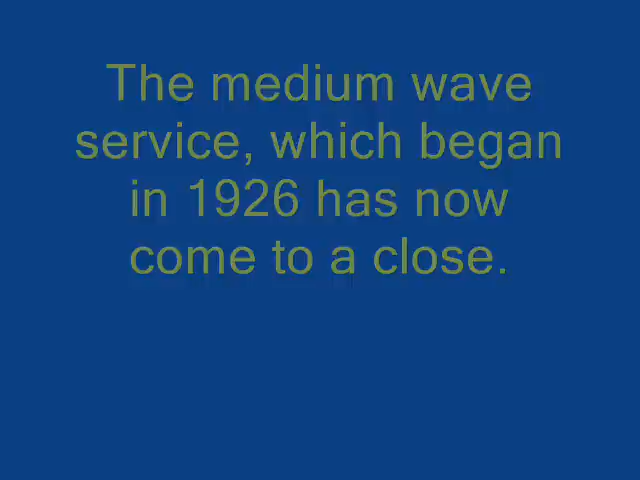 The medium wave
service, which began
in 1926 has now
come to a close.